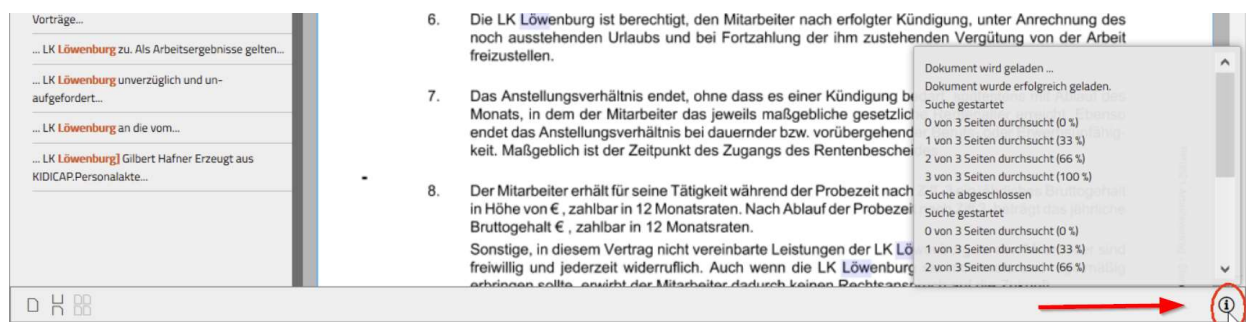 Vorträge...
... LK Löwenburg zu. Als Arbeitsergebnisse gelten...
... LK Löwenburg unverzüglich und un-
aufgefordert...
... LK Löwenburg an die vom...
... LK Löwenburg] Gilbert Hafner Erzeugt aus
KIDICAP.Personalakte...
6. Die LK Löwenburg ist berechtigt, den Mitarbeiter nach erfolgter Kündigung, unter Anrechnung des
noch ausstehenden Urlaubs und bei Fortzahlung der ihm zustehenden Vergütung von der Arbeit
freizustellen.
7. Das Anstellungsverhältnis endet, ohne dass es einer Kündigung
Monats, in dem der Mitarbeiter das jeweils maßgebliche
endet das Anstellungsverhältnis bei dauernder bzw.
keit. Maßgeblich ist der Zeitpunkt des Zugangs des
8. Der Mitarbeiter erhält für seine Tätigkeit während der Probezeit nach
in Höhe von € , zahlbar in 12 Monatsraten. Nach Ablauf der
Bruttogehalt € , zahlbar in 12 Monatsraten.
Sonstige, in diesem Vertrag nicht vereinbarte Leistungen der LK
freiwillig und jederzeit widerruflich. Auch wenn die LK Löwenburg
erbringen sollte, erwirbt der Mitarbeiter dadurch keinen
Dokument wird geladen ...
Dokument wurde erfolgreich geladen.
Suche gestartet
0 von 3 Seiten durchsucht (0 %)
1 von 3 Seiten durchsucht (33 %)
2 von 3 Seiten durchsucht (66 %)
3 von 3 Seiten durchsucht (100 %)
Suche abgeschlossen
Suche gestartet
0 von 3 Seiten durchsucht (0 %)
1 von 3 Seiten durchsucht (33 %)
2 von 3 Seiten durchsucht (66 %)